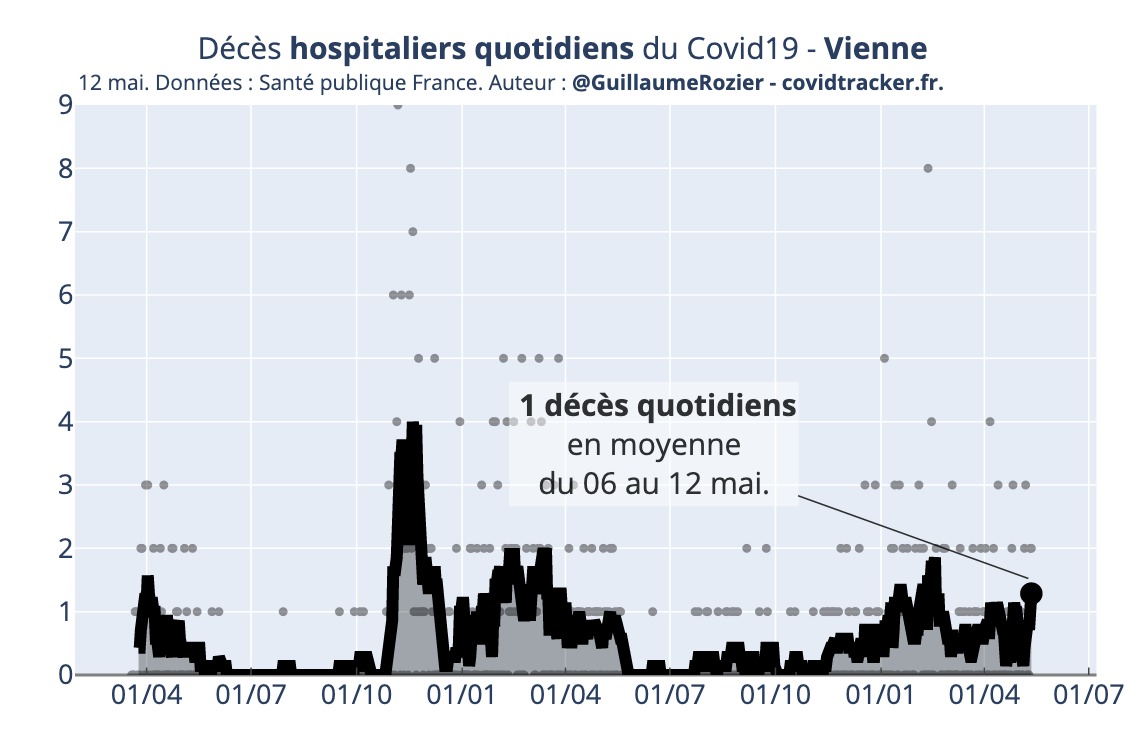 Décès hospitaliers quotidiens du Covid19 - Vienne
12 mai. Données : Santé publique France. Auteur : @GuillaumeRozier - covidtracker.fr.
9
8
7
6
5
4
3
2
1
0
1 décès quotidiens
en moyenne
du 06 au 12 mai.
01/04 01/07 01/10 01/01 01/04 01/07 01/10 01/01 01/04 01/07